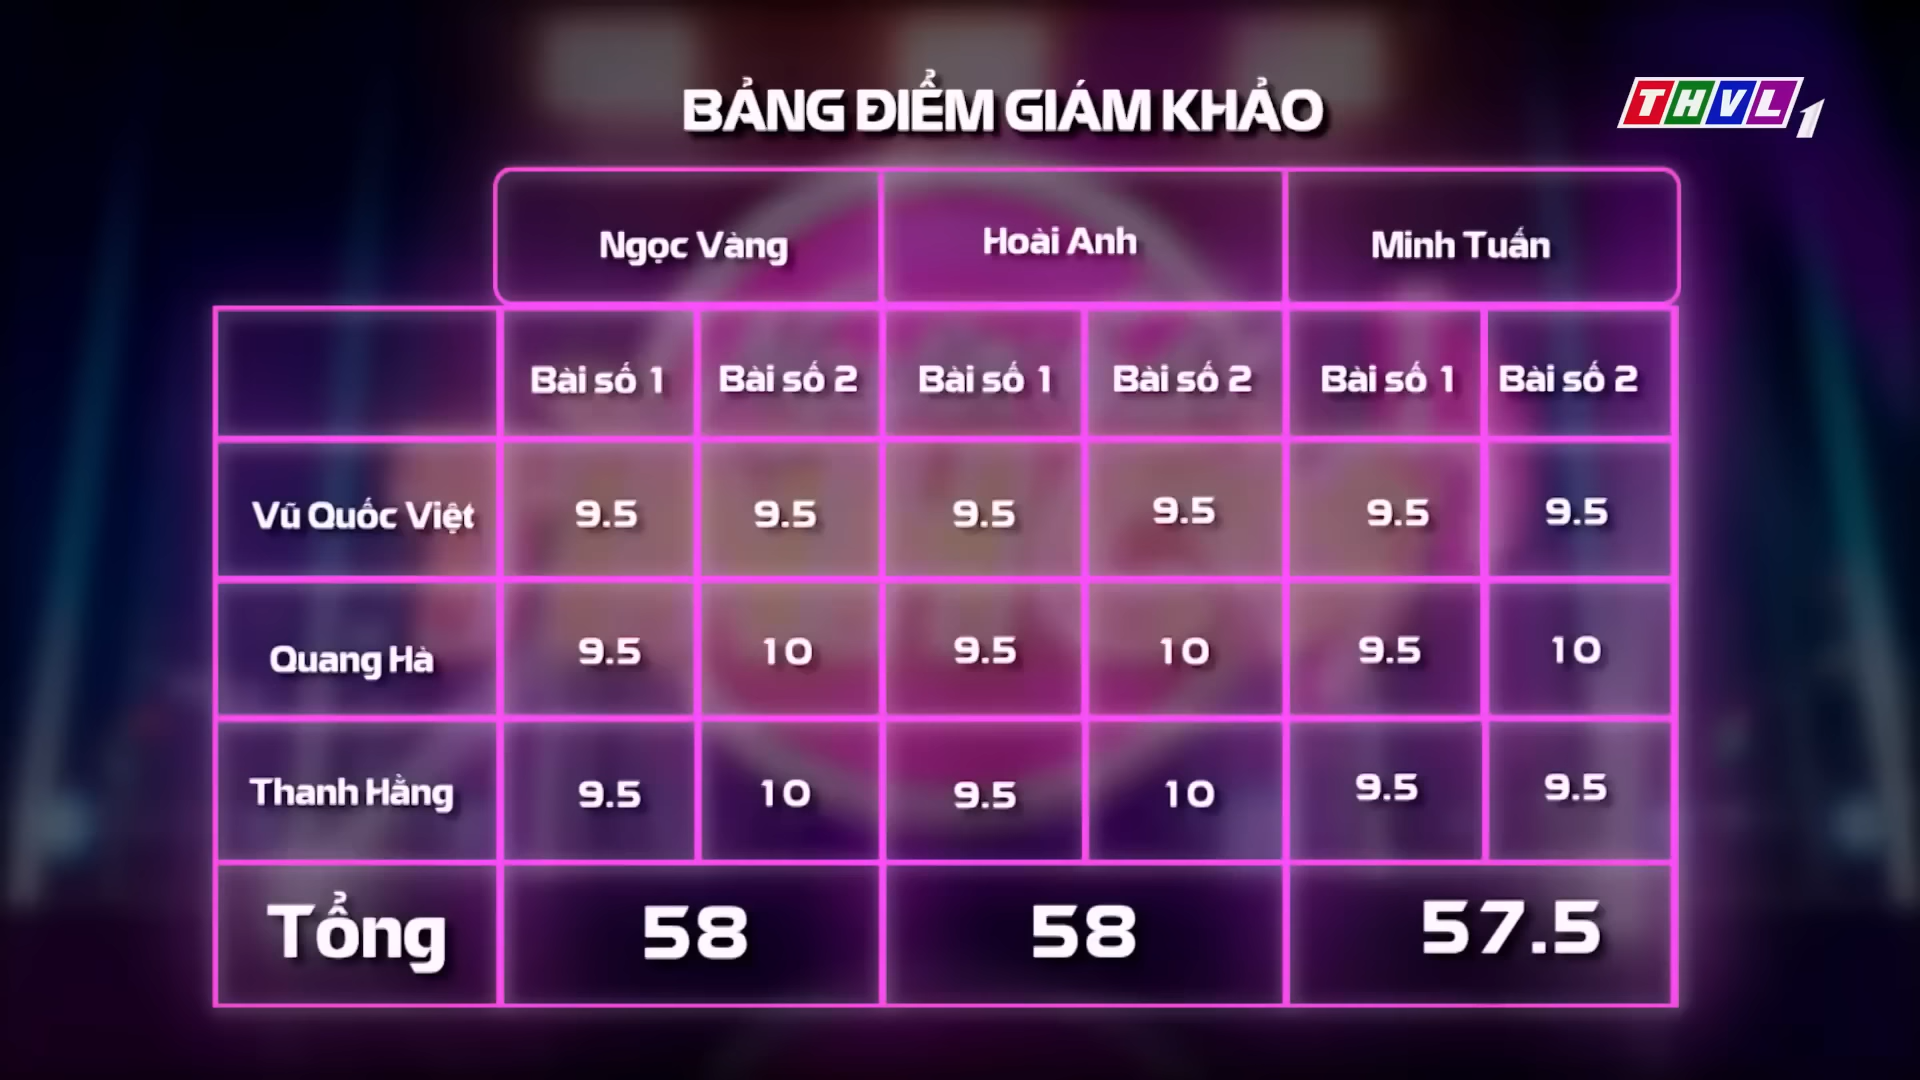 BẢNG ĐIỂM GIÁM KHẢO
THVL1
Ngọc Vàng Hoài Anh Minh Tuấn
Bài số 1 Bài số 2 Bài số 1 Bài số 2 Bài số 1 Bài số 2
Vũ Quốc Việt 9.5 9.5 9.5 9.5 9.5 9.5
Quang Hà 9.5 10 9.5 10 9.5 10
Thanh Hằng 9.5 10 9.5 10 9.5 9.5
Tổng 58 58 57.5